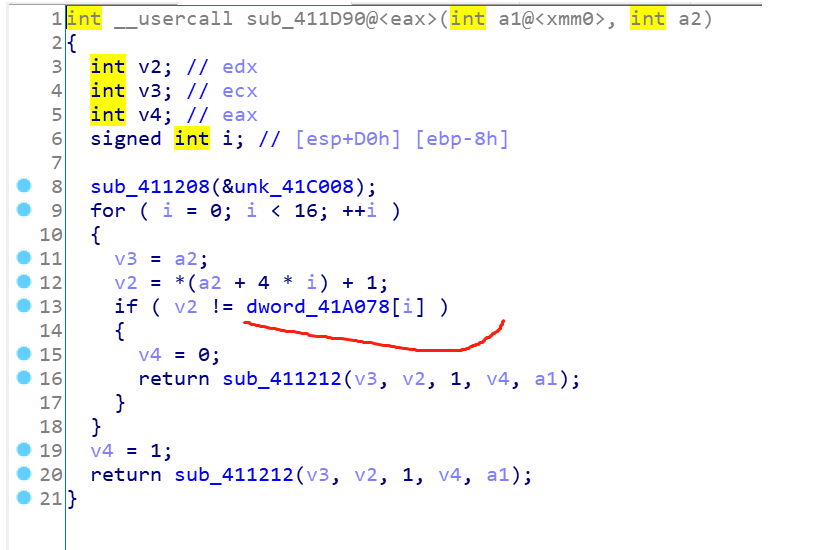 1 int __usercall sub_411D90@<eax>(int a1@<xmm0>, int a2)
2 {
3 int v2; // edx
4 int v3; // ecx
5 int v4; // eax
6 signed int i; // [esp+D0h] [ebp-8h]
7
8 sub_411208(&unk_41C008);
9 for ( i = 0; i < 16; ++i )
10 {
11 v3 = a2;
12 v2 = *(a2 + 4 * i) + 1;
13 if ( v2 != dword_41A078[i] )
14 {
15 v4 = 0;
16 return sub_411212(v3, v2, 1, v4, a1);
17 }
18 }
19 v4 = 1;
20 return sub_411212(v3, v2, 1, v4, a1);
21 }